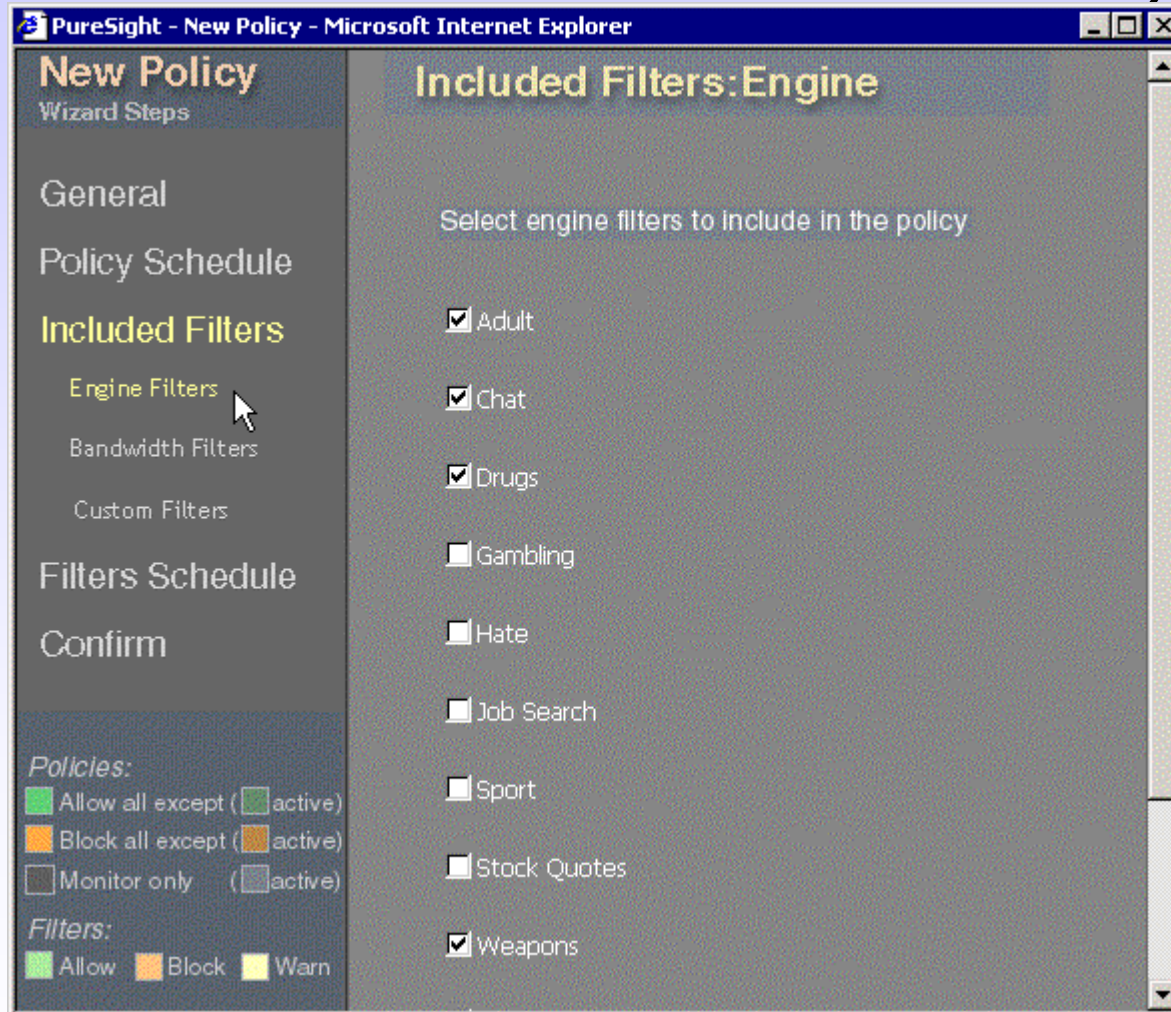 PureSight - New Policy - Microsoft Internet Explorer
New Policy
Wizard Steps
General
Policy Schedule
Included Filters
Engine Filters
Bandwidth Filters
Custom Filters
Filters Schedule
Confirm
Policies:
Allow all except ( active)
Block all except ( active)
Monitor only ( active)
Filters:
Allow Block Warn
Included Filters:Engine
Select engine filters to include in the policy
Adult
Chat
Drugs
Gambling
Hate
Job Search
Sport
Stock Quotes
Weapons